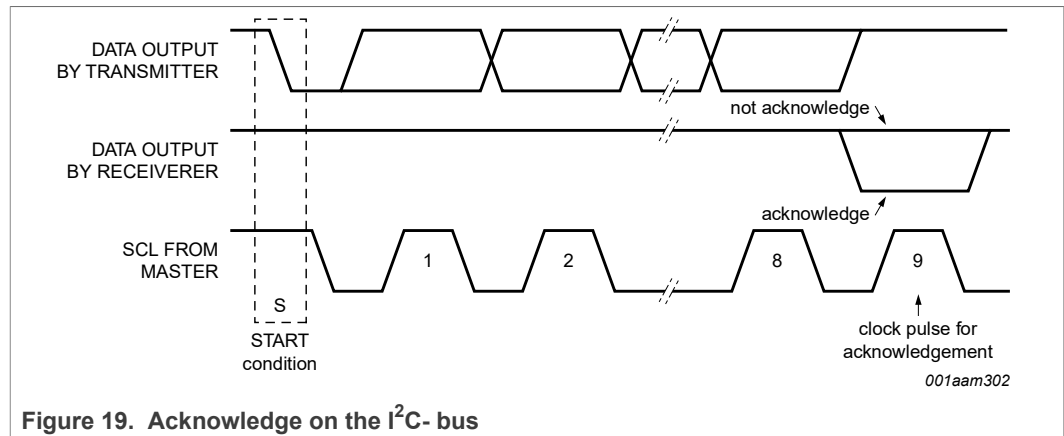 DATA OUTPUT
BY TRANSMITTER
not acknowledge
DATA OUTPUT
BY RECEIVERER
acknowledge
SCL FROM
MASTER
1
2
8
9
S
START
condition
clock pulse for
acknowledgement
001aam302
Figure 19. Acknowledge on the I²C- bus